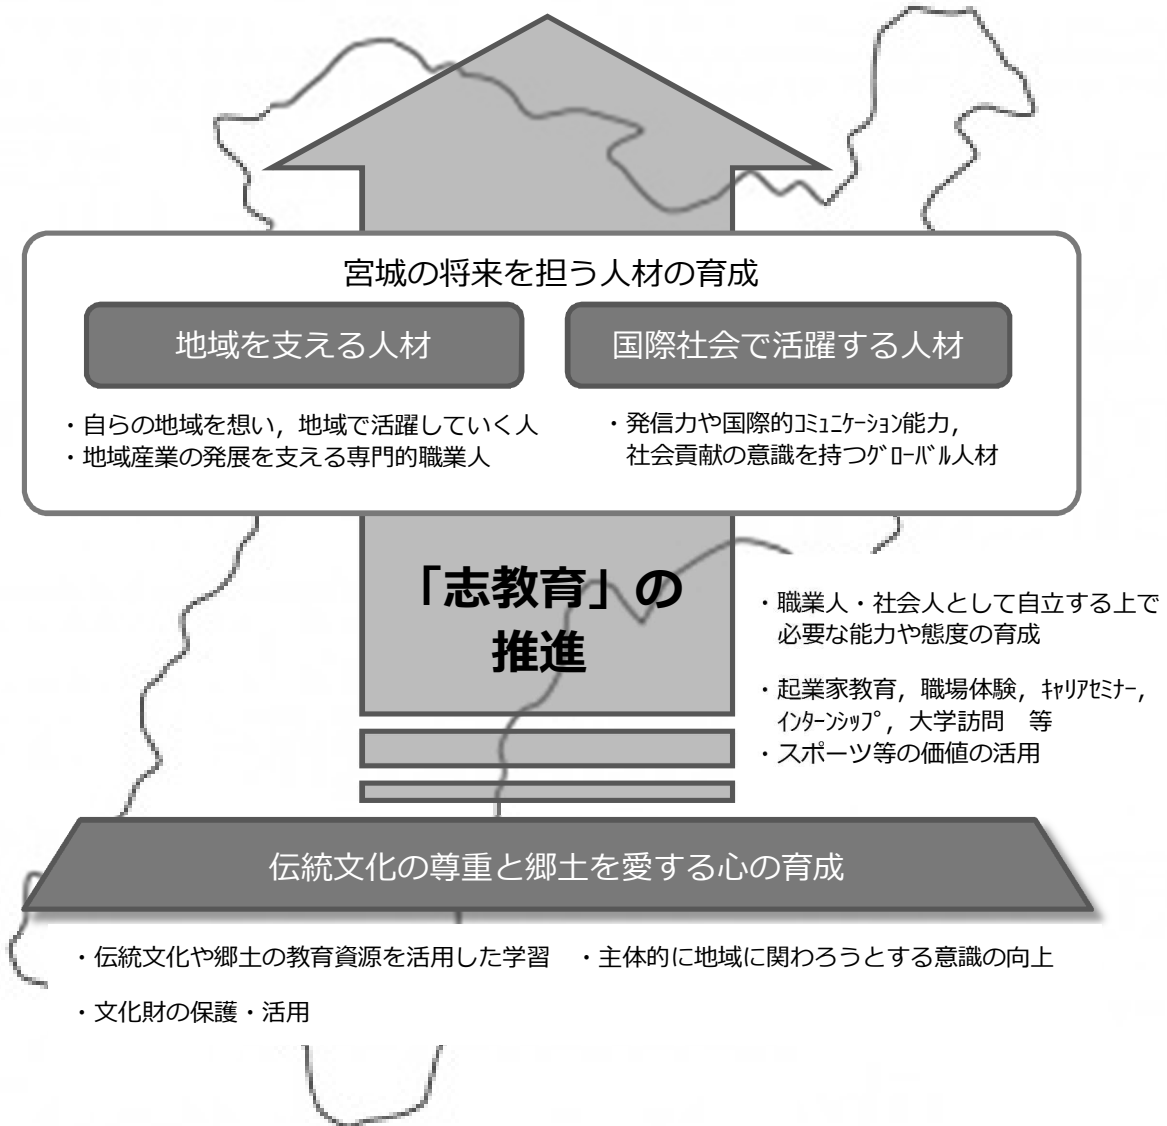 宮城の将来を担う人材の育成
地域を支える人材
国際社会で活躍する人材
・自らの地域を想い，地域で活躍していく人
・地域産業の発展を支える専門的職業人
・発信力や国際的ｺﾐｭﾆｹｰｼｮﾝ能力，
社会貢献の意識を持つｸﾞﾛｰﾊﾞﾙ人材
「志教育」の
推進
・職業人・社会人として自立する上で
必要な能力や態度の育成
・起業家教育，職場体験，ｷｬﾘｱｾﾐﾅｰ，
ｲﾝﾀｰﾝｼｯﾌﾟ，大学訪問　等
・スポーツ等の価値の活用
伝統文化の尊重と郷土を愛する心の育成
・伝統文化や郷土の教育資源を活用した学習　・主体的に地域に関わろうとする意識の向上
・文化財の保護・活用